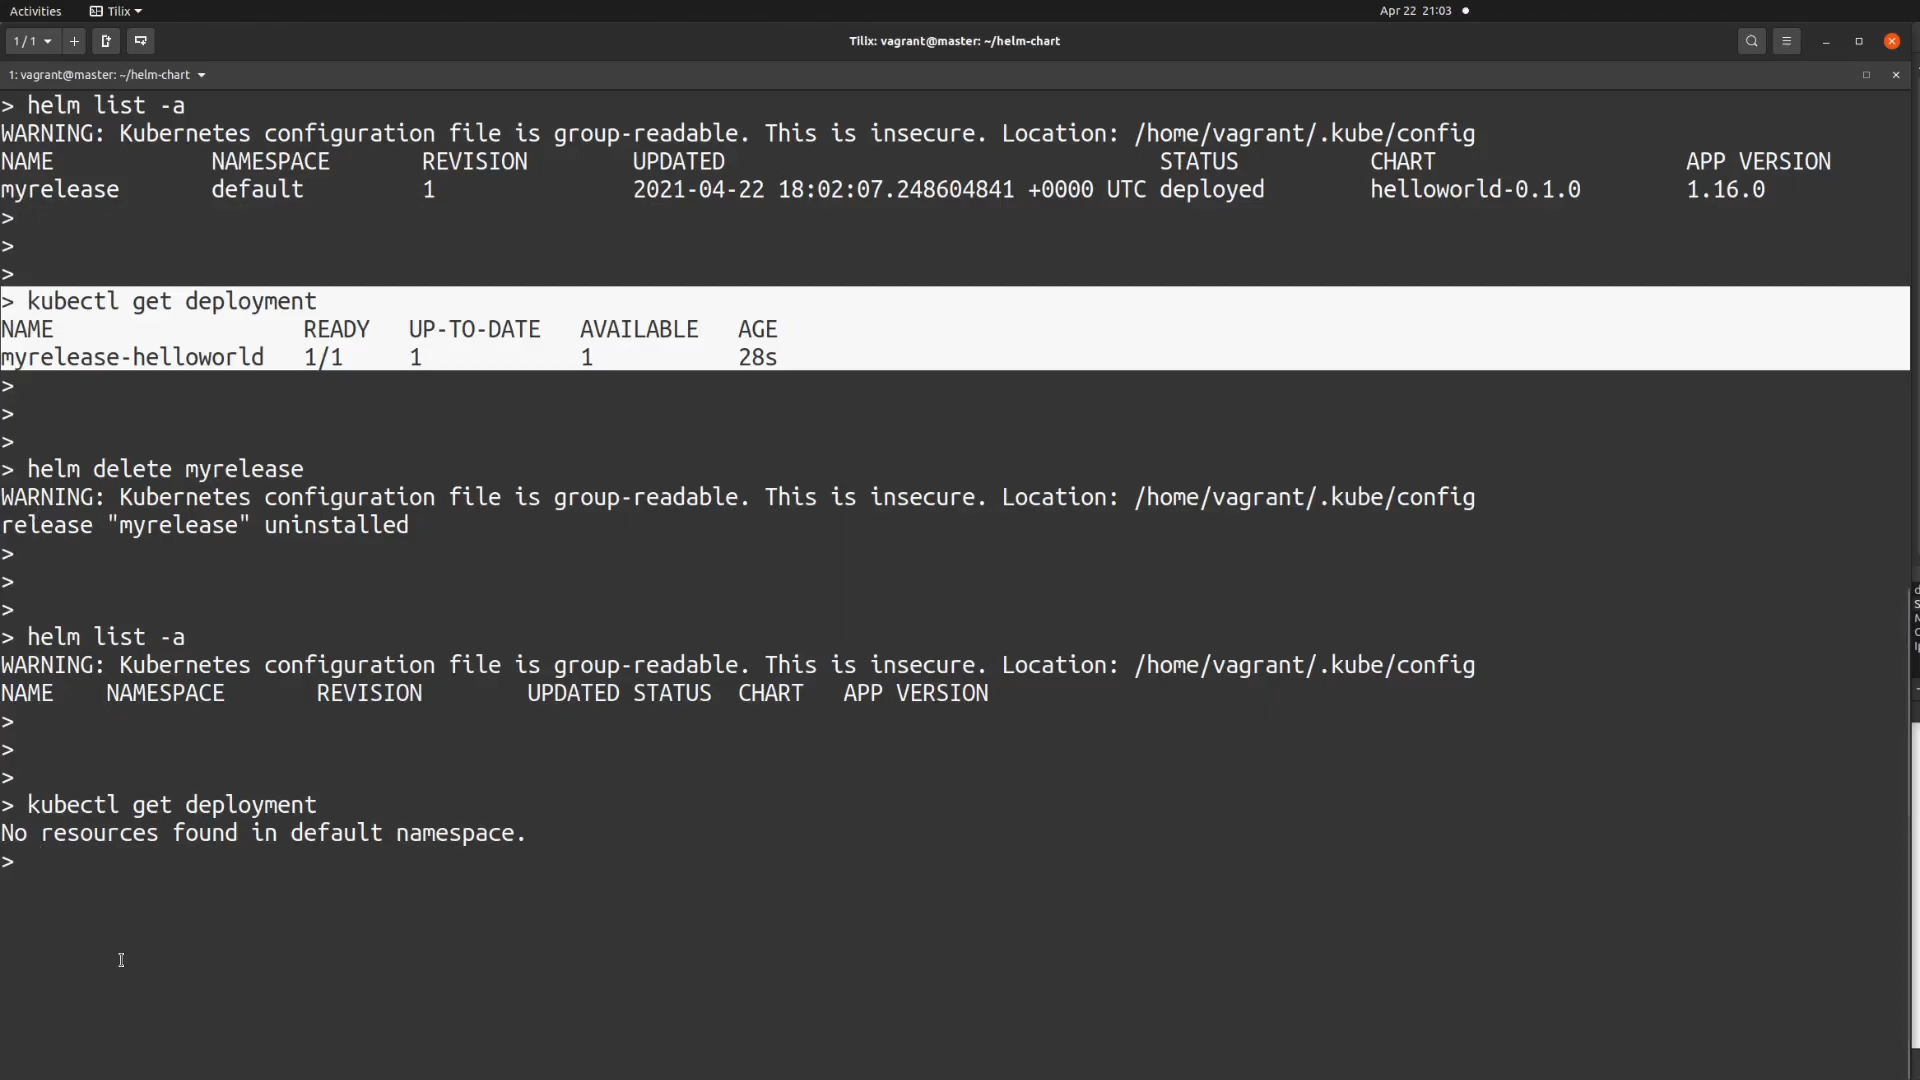 Activities Tilix Apr 22 21:03
1 / 1 Tilix: vagrant@master: ~/helm-chart
1: vagrant@master: ~/helm-chart
> helm list -a
WARNING: Kubernetes configuration file is group-readable. This is insecure. Location: /home/vagrant/.kube/config
NAME NAMESPACE REVISION UPDATED STATUS CHART APP VERSION
myrelease default 1 2021-04-22 18:02:07.248604841 +0000 UTC deployed helloworld-0.1.0 1.16.0
>
>
>
> kubectl get deployment
NAME READY UP-TO-DATE AVAILABLE AGE
myrelease-helloworld 1/1 1 1 28s
>
>
>
> helm delete myrelease
WARNING: Kubernetes configuration file is group-readable. This is insecure. Location: /home/vagrant/.kube/config
release "myrelease" uninstalled
>
>
>
> helm list -a
WARNING: Kubernetes configuration file is group-readable. This is insecure. Location: /home/vagrant/.kube/config
NAME NAMESPACE REVISION UPDATED STATUS CHART APP VERSION
>
>
>
> kubectl get deployment
No resources found in default namespace.
>